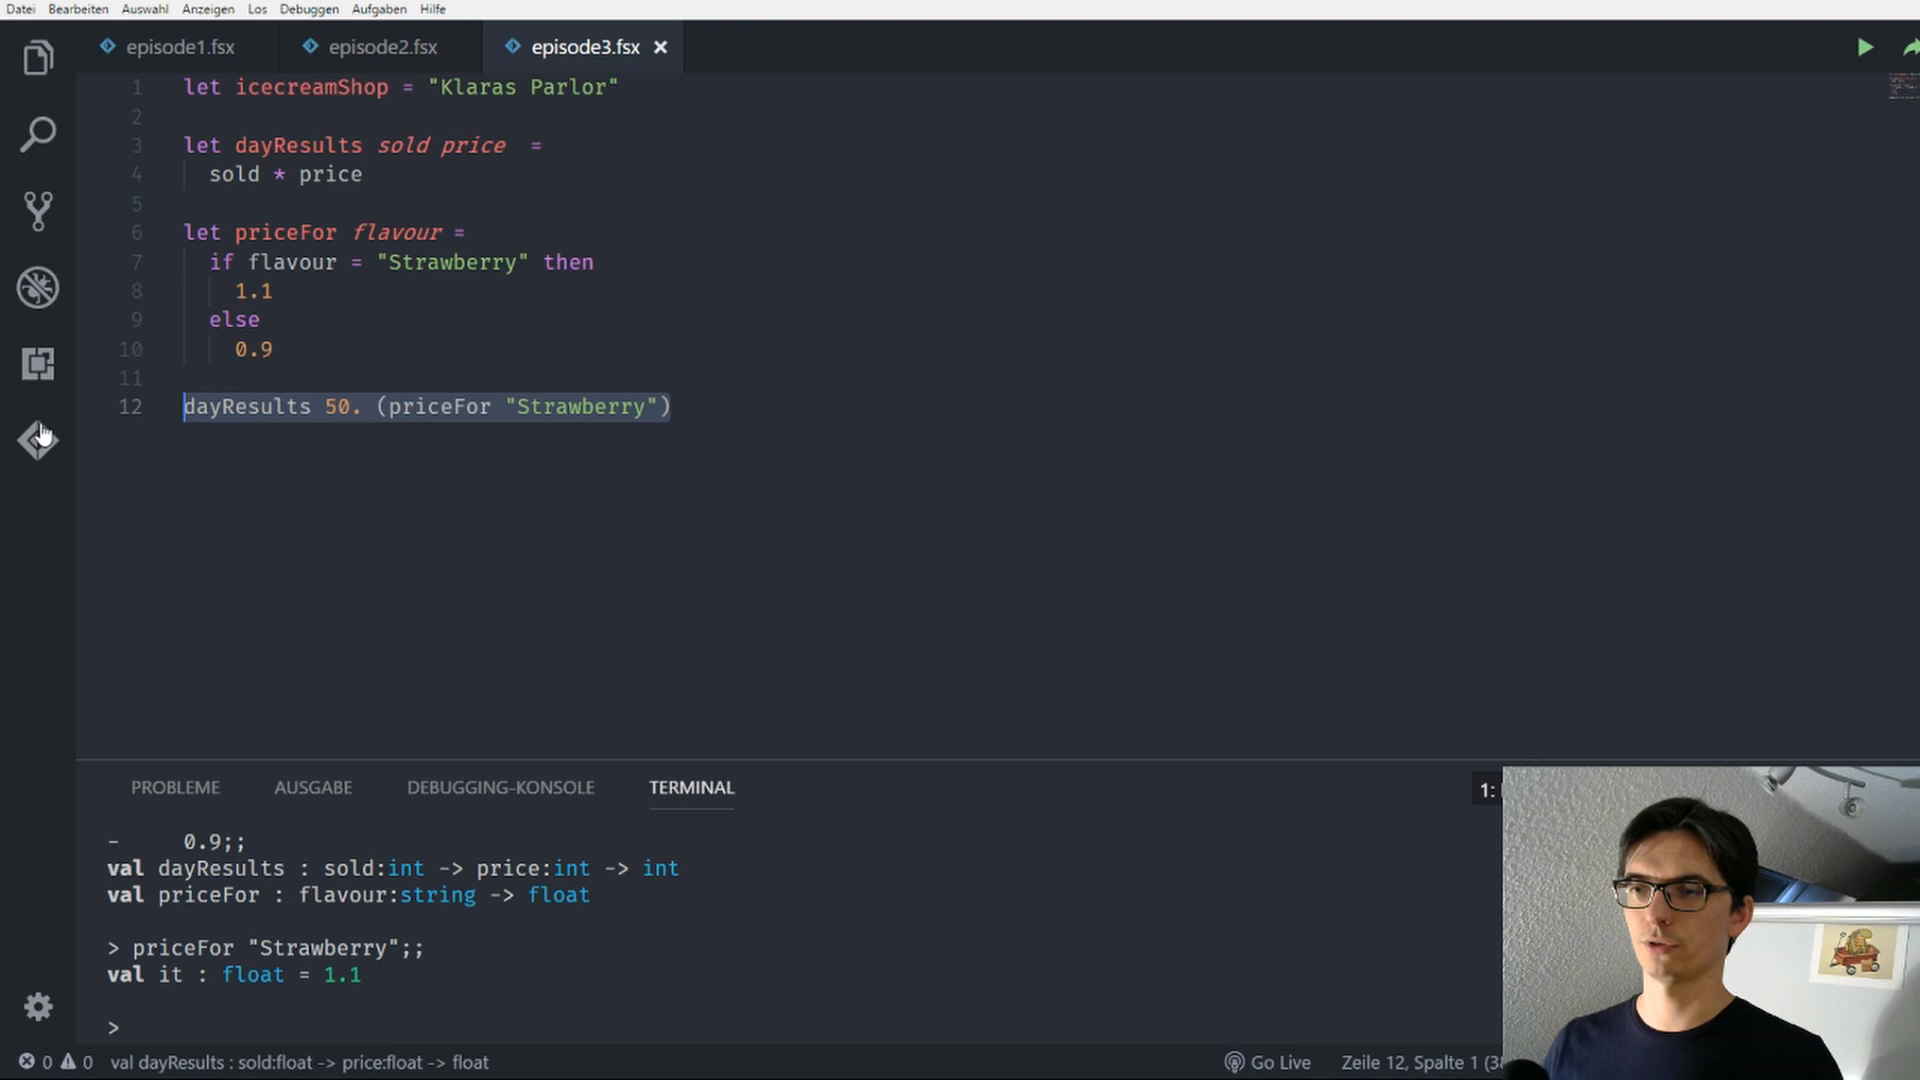 Datei Bearbeiten Auswahl Anzeigen Los Debuggen Aufgaben Hilfe
episode1.fsx episode2.fsx episode3.fsx
1 let icecreamShop = "Klaras Parlor"
2
3 let dayResults sold price =
4 sold * price
5
6 let priceFor flavour =
7 if flavour = "Strawberry" then
8 1.1
9 else
10 0.9
11
12 dayResults 50. (priceFor "Strawberry")
PROBLEME AUSGABE DEBUGGING-KONSOLE TERMINAL 1:
- 0.9;;
val dayResults : sold:int -> price:int -> int
val priceFor : flavour:string -> float
> priceFor "Strawberry";;
val it : float = 1.1
>
0 0 val dayResults : sold:float -> price:float -> float Go Live Zeile 12, Spalte 1 (38